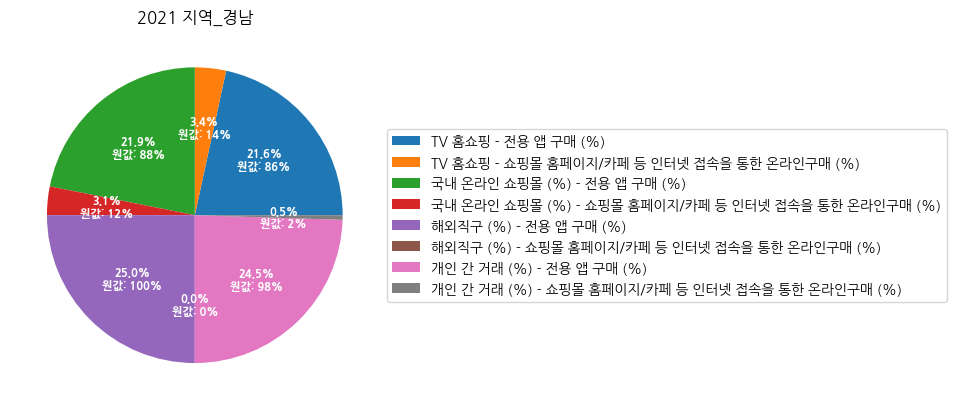 2021 지역_경남
3.4%
원값: 14%
21.9%
원값: 88%
21.6%
원값: 86%
3.1%
원값: 12%
0.5%
원값: 2%
25.0%
원값: 100%
24.5%
원값: 98%
0.0%
원값: 0%
TV 홈쇼핑 - 전용 앱 구매 (%)
TV 홈쇼핑 - 쇼핑몰 홈페이지/카페 등 인터넷 접속을 통한 온라인구매 (%)
국내 온라인 쇼핑몰 (%) - 전용 앱 구매 (%)
국내 온라인 쇼핑몰 (%) - 쇼핑몰 홈페이지/카페 등 인터넷 접속을 통한 온라인구매 (%)
해외직구 (%) - 전용 앱 구매 (%)
해외직구 (%) - 쇼핑몰 홈페이지/카페 등 인터넷 접속을 통한 온라인구매 (%)
개인 간 거래 (%) - 전용 앱 구매 (%)
개인 간 거래 (%) - 쇼핑몰 홈페이지/카페 등 인터넷 접속을 통한 온라인구매 (%)